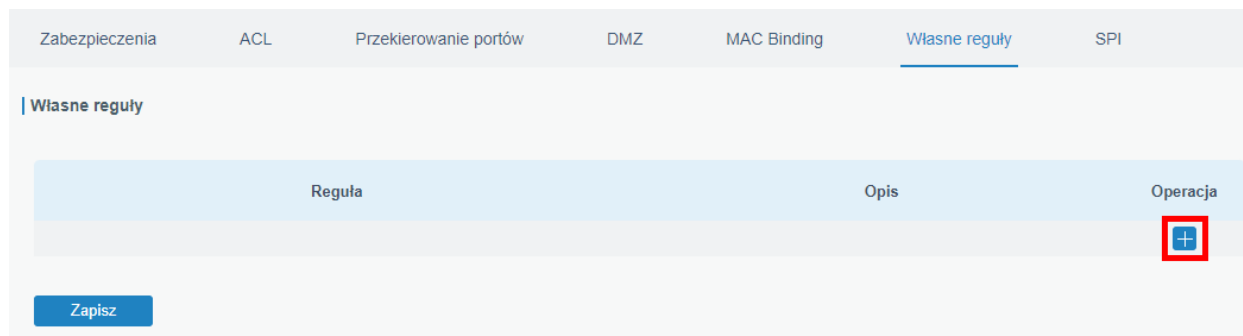 Zabezpieczenia ACL Przekierowanie portów DMZ MAC Binding Własne reguły SPI
Własne reguły
Reguła Opis Operacja
Zapisz